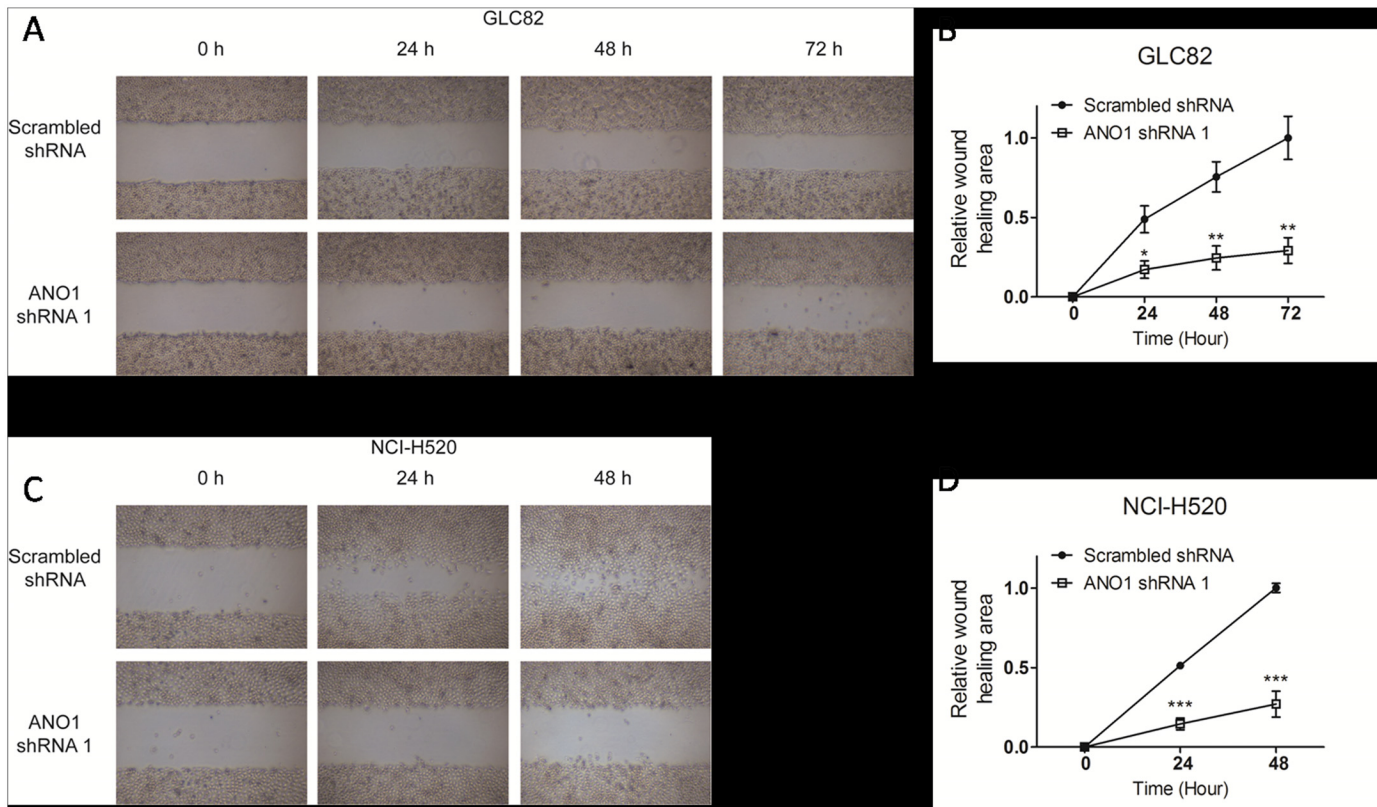 A
GLC82
0 h 24 h 48 h 72 h
Scrambled
shRNA
ANO1
shRNA 1
B
GLC82
Scrambled shRNA
ANO1 shRNA 1
Relative wound
healing area
1.0
0.5
0.0
* ** **
0 24 48 72
Time (Hour)
C
NCI-H520
0 h 24 h 48 h
Scrambled
shRNA
ANO1
shRNA 1
D
NCI-H520
Scrambled shRNA
ANO1 shRNA 1
Relative wound
healing area
1.0
0.5
0.0
*** ***
0 24 48
Time (Hour)